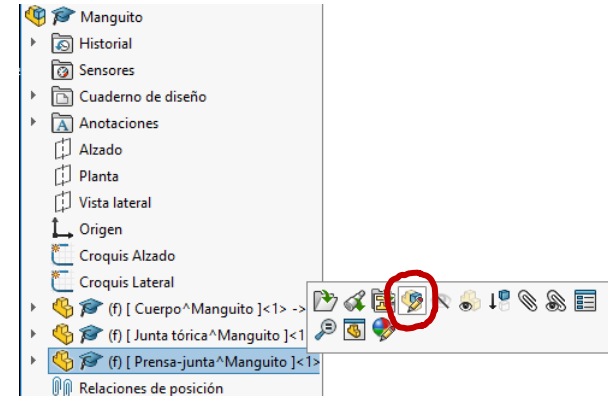 Manguito
Historial
Sensores
Cuaderno de diseño
Anotaciones
Alzado
Planta
Vista lateral
Origen
Croquis Alzado
Croquis Lateral
(f) [ Cuerpo^Manguito ]<1> ->
(f) [ Junta tórica^Manguito ]<1
(f) [ Prensa-junta^Manguito ]<1>
Relaciones de posición